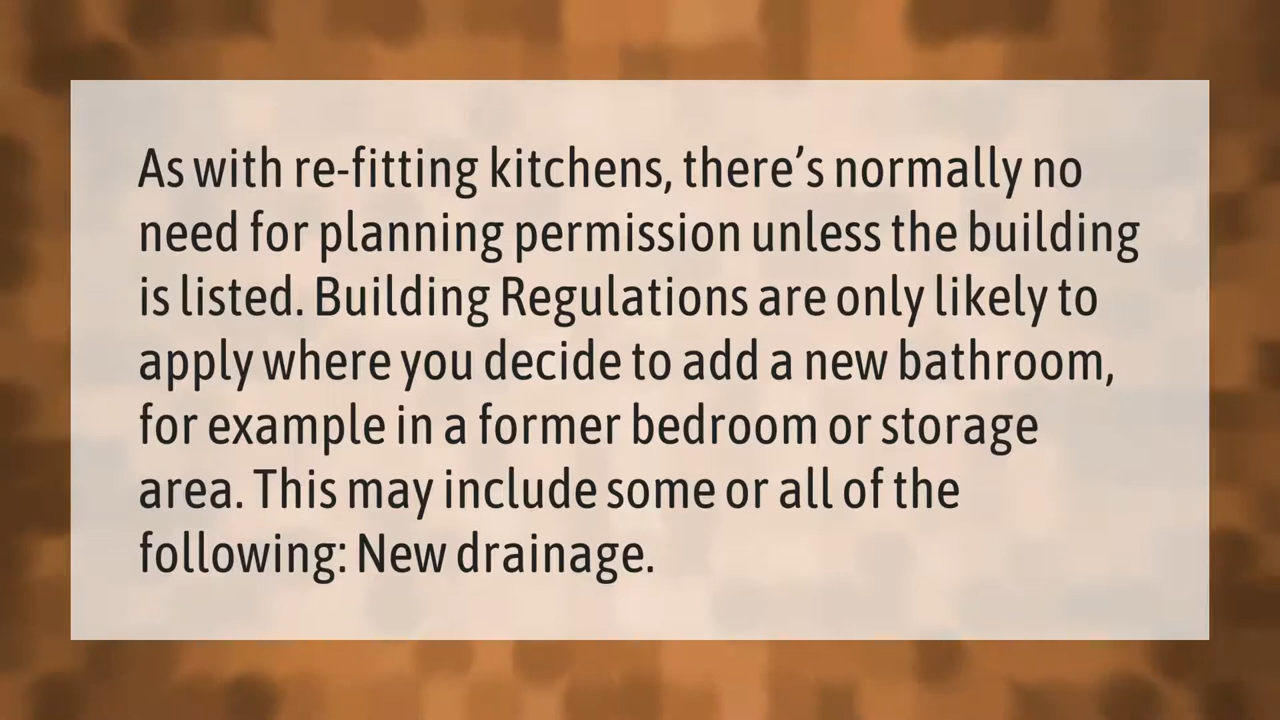 As with re-fitting kitchens, there’s normally no
need for planning permission unless the building
is listed. Building Regulations are only likely to
apply where you decide to add a new bathroom,
for example in a former bedroom or storage
area. This may include some or all of the
following: New drainage.